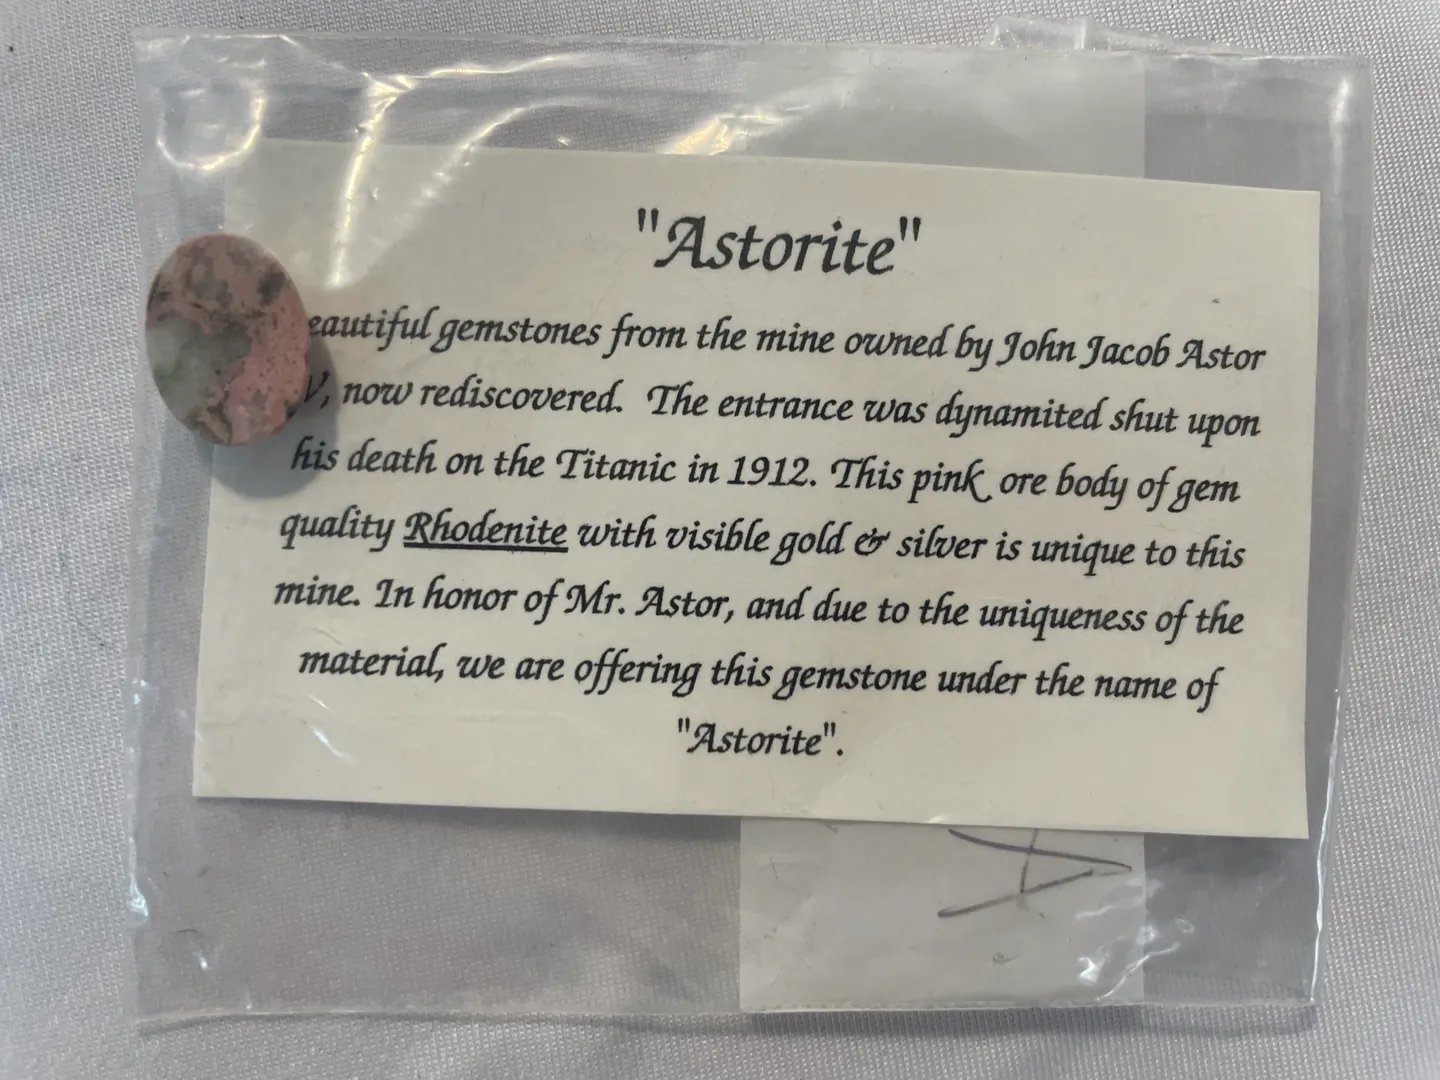 "Astorite"
eautiful gemstones from the mine owned by John Jacob Astor
V, now rediscovered. The entrance was dynamited shut upon
his death on the Titanic in 1912. This pink ore body of gem
quality Rhodenite with visible gold & silver is unique to this
mine. In honor of Mr. Astor, and due to the uniqueness of the
material, we are offering this gemstone under the name of
"Astorite".
A